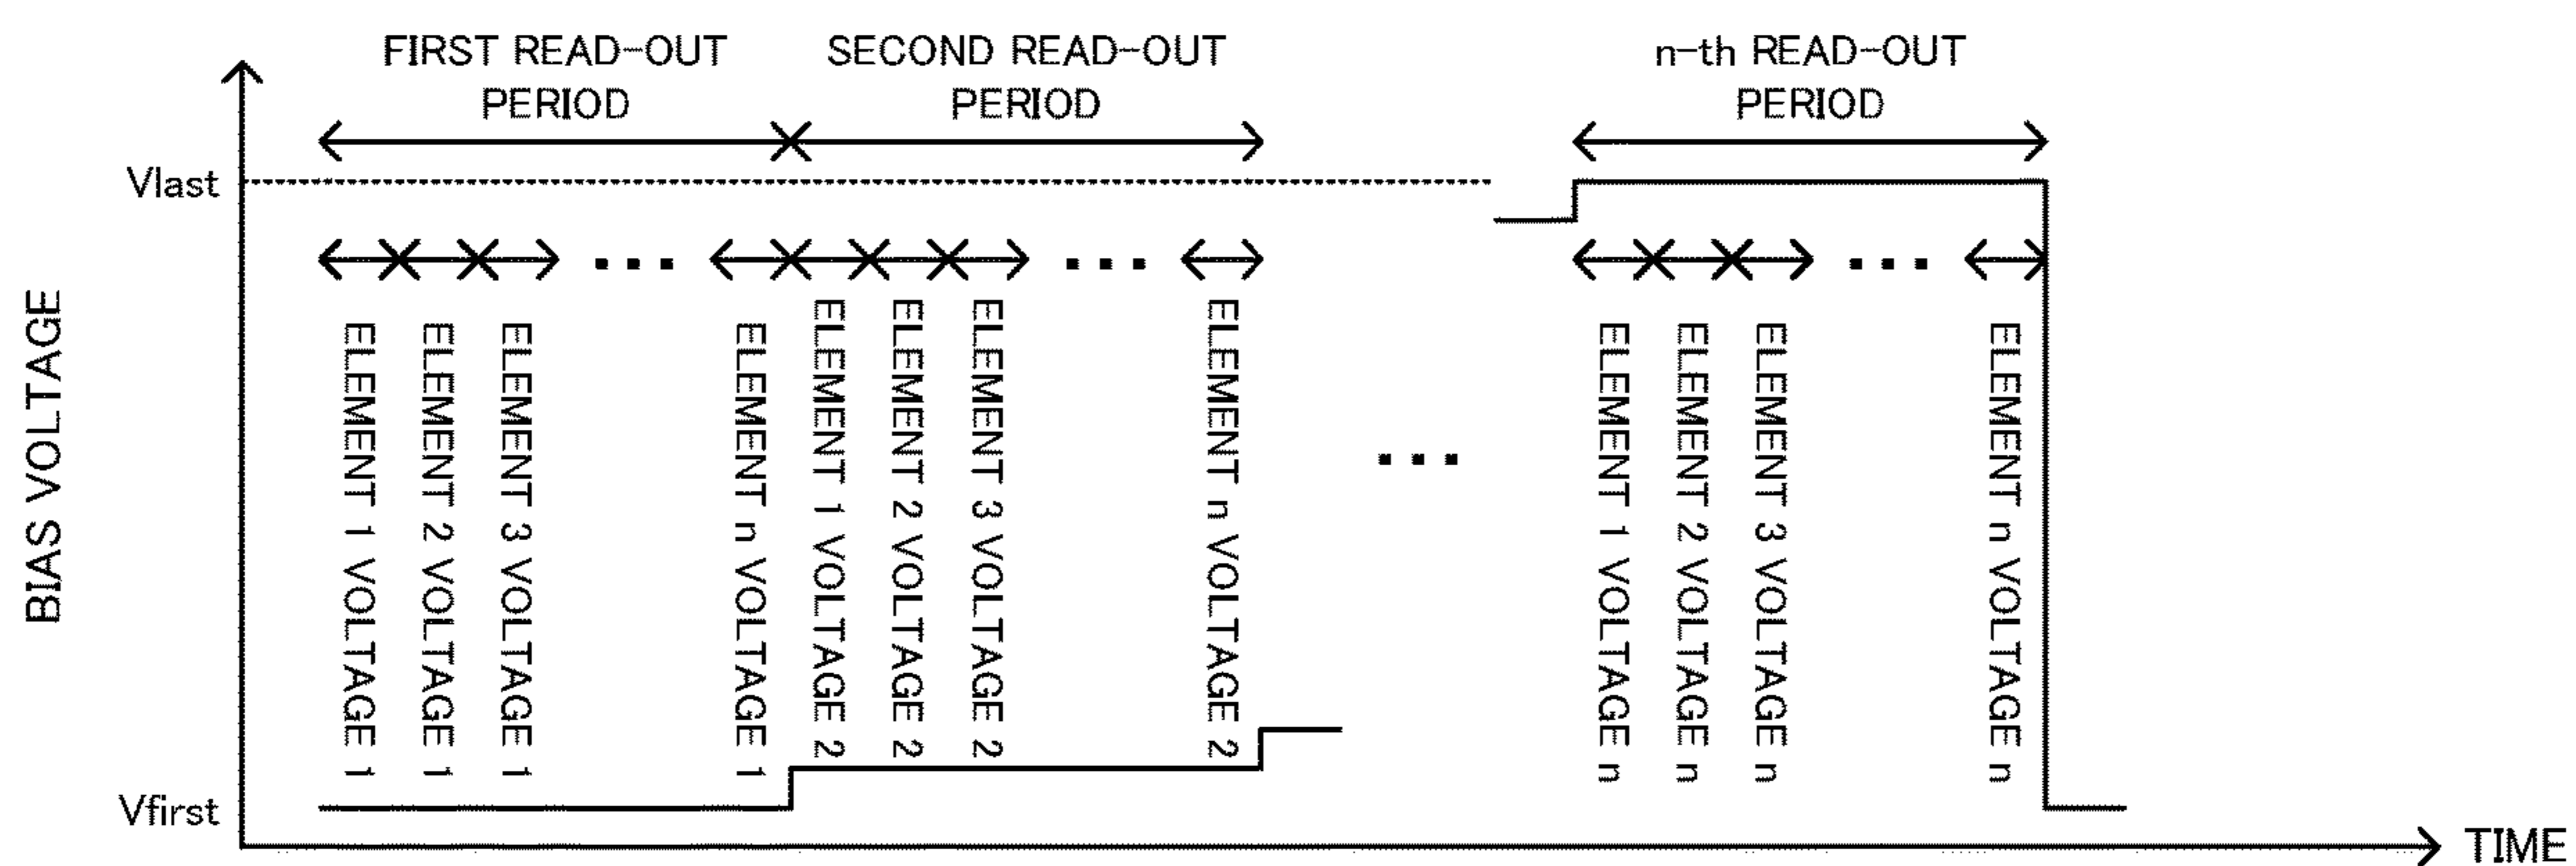 FIRST READ-OUT
PERIOD
SECOND READ-OUT
PERIOD
n-th READ-OUT
PERIOD
Vlast
BIAS VOLTAGE
ELEMENT 1 VOLTAGE 1
ELEMENT 2 VOLTAGE 1
ELEMENT 3 VOLTAGE 1
...
ELEMENT n VOLTAGE 1
ELEMENT 1 VOLTAGE 2
ELEMENT 2 VOLTAGE 2
ELEMENT 3 VOLTAGE 2
...
ELEMENT n VOLTAGE 2
...
ELEMENT 1 VOLTAGE n
ELEMENT 2 VOLTAGE n
ELEMENT 3 VOLTAGE n
...
ELEMENT n VOLTAGE n
Vfirst
TIME